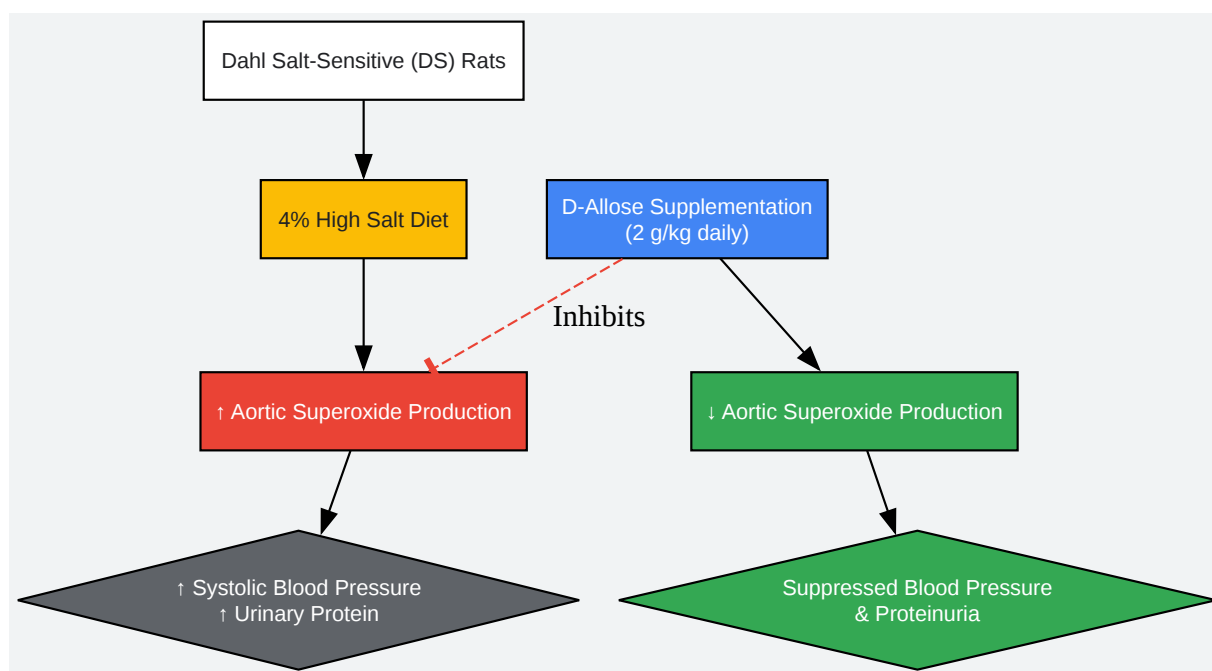 Dahl Salt-Sensitive (DS) Rats
4% High Salt Diet
D-Allose Supplementation
(2 g/kg daily)
Inhibits
↑ Aortic Superoxide Production
↓ Aortic Superoxide Production
↑ Systolic Blood Pressure
↑ Urinary Protein
Suppressed Blood Pressure
& Proteinuria